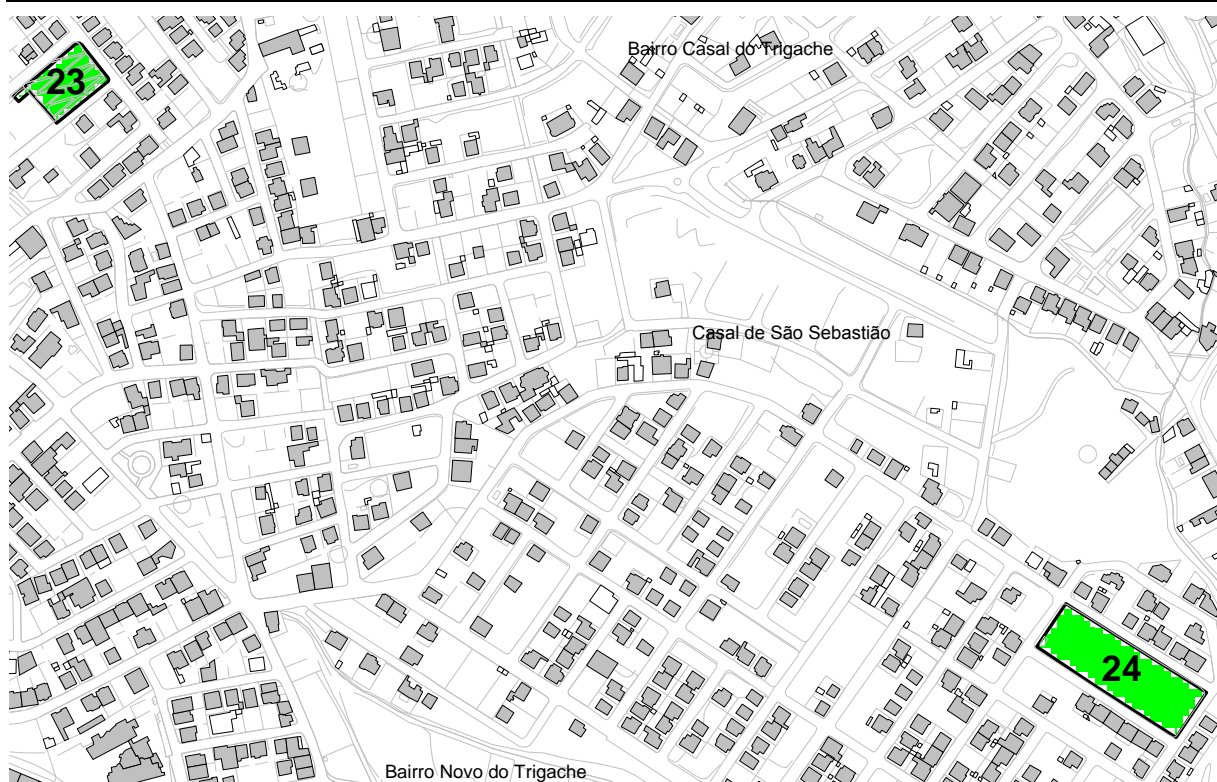 Bairro Casal do Trigache
23
Casal de São Sebastião
24
Bairro Novo do Trigache